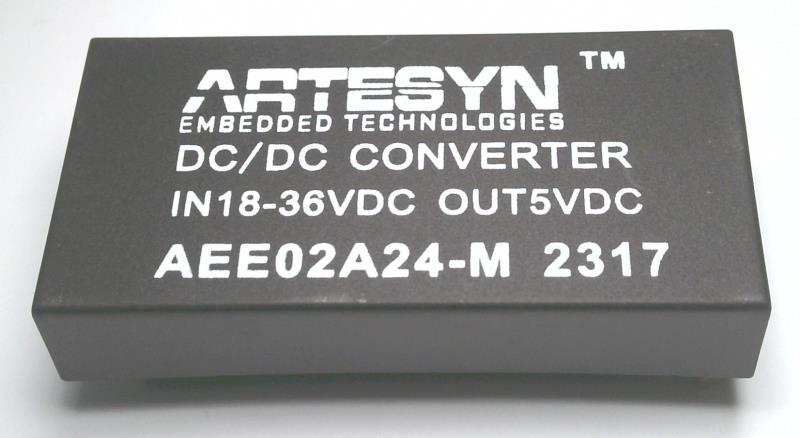 ARTESYN ™
EMBEDDED TECHNOLOGIES
DC/DC CONVERTER
IN18-36VDC OUT5VDC
AEE02A24-M 2317